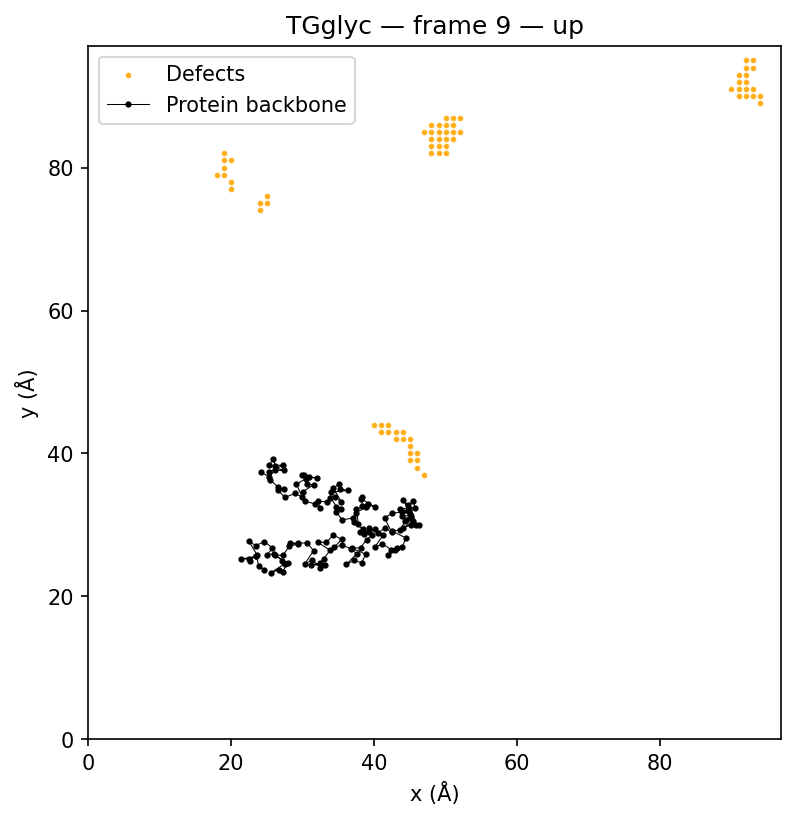 TGglyc — frame 9 — up
Defects
Protein backbone
y (Å)
80
60
40
20
0
0 20 40 60 80
x (Å)